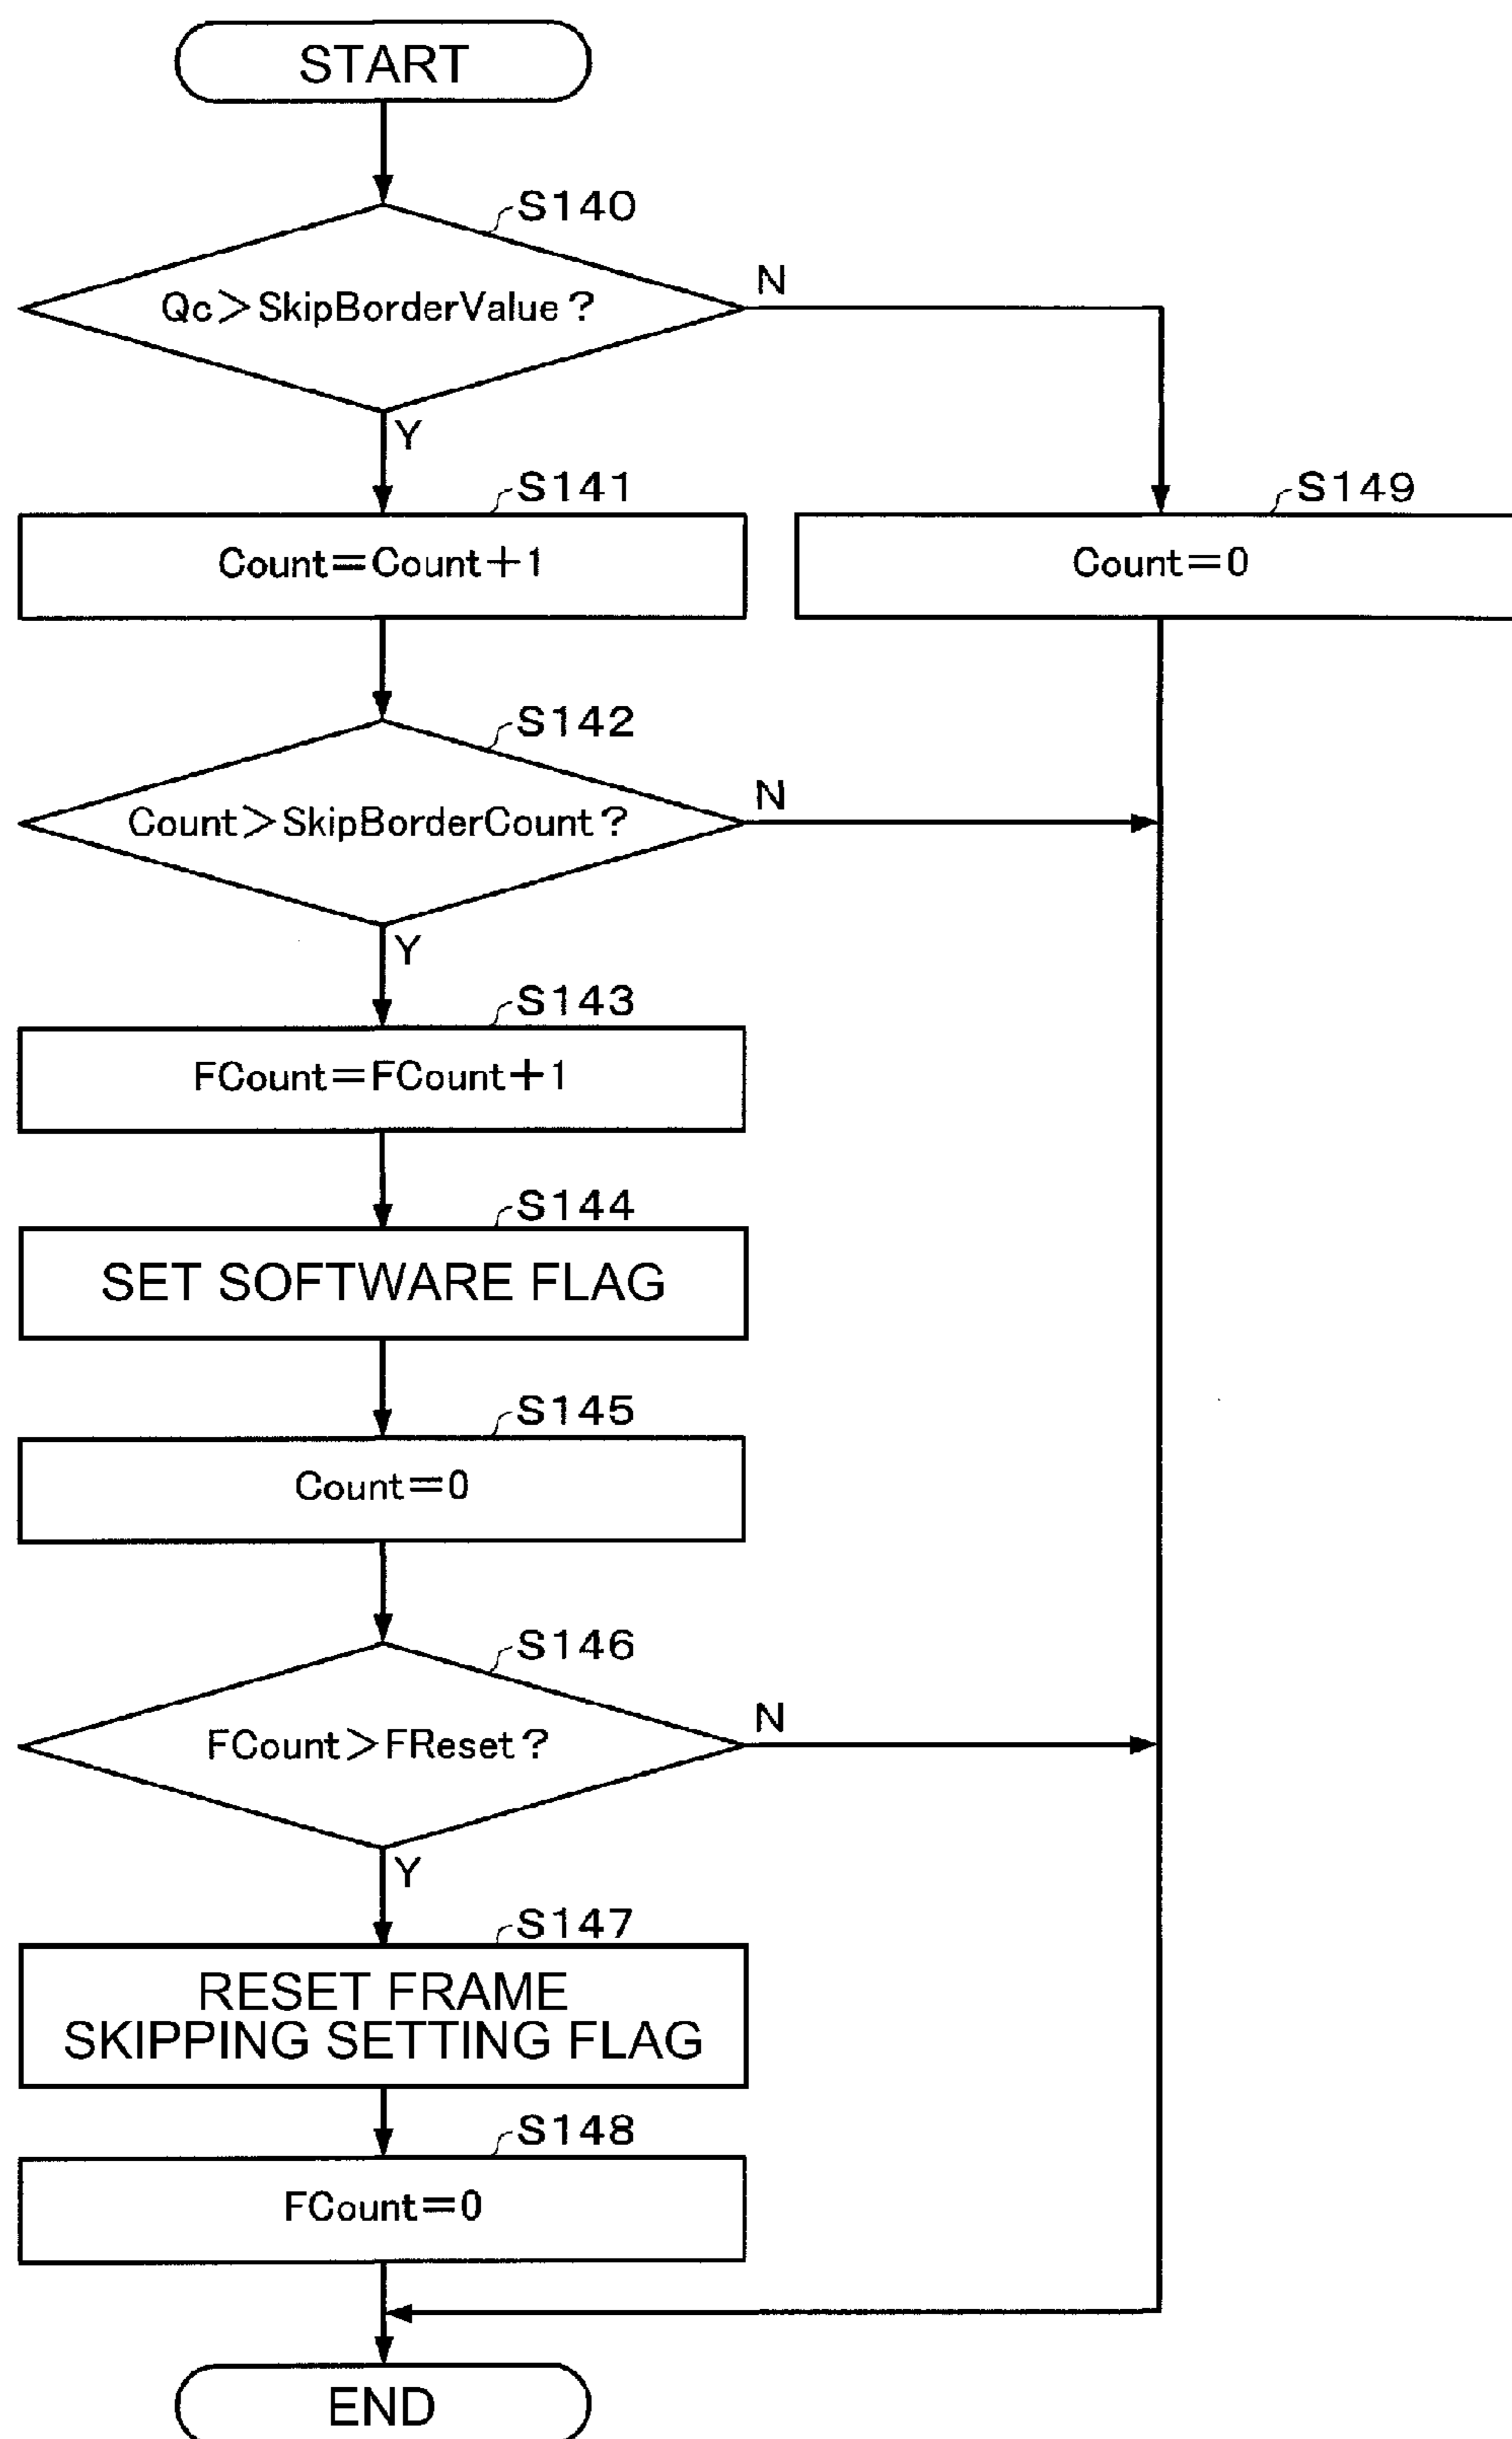 START
S140
Qc>SkipBorderValue?
N
Y
S141
Count=Count+1
S149
Count=0
S142
Count>SkipBorderCount?
N
Y
S143
FCount=FCount+1
S144
SET SOFTWARE FLAG
S145
Count=0
S146
FCount>FReset?
N
Y
S147
RESET FRAME
SKIPPING SETTING FLAG
S148
FCount=0
END